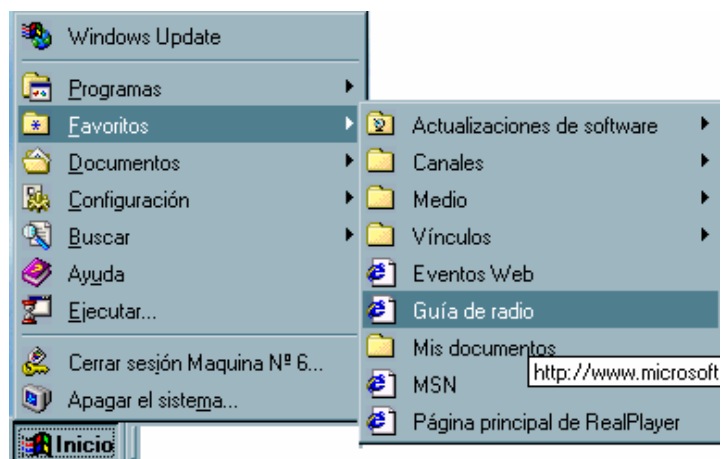 Windows Update
Programas
Favoritos
Documentos
Configuración
Buscar
Ayuda
Ejecutar...
Cerrar sesión Maquina Nº 6...
Apagar el sistema...
Inicio
Actualizaciones de software
Canales
Medio
Vínculos
Eventos Web
Guía de radio
Mis documentos
http://www.microsoft
MSN
Página principal de RealPlayer